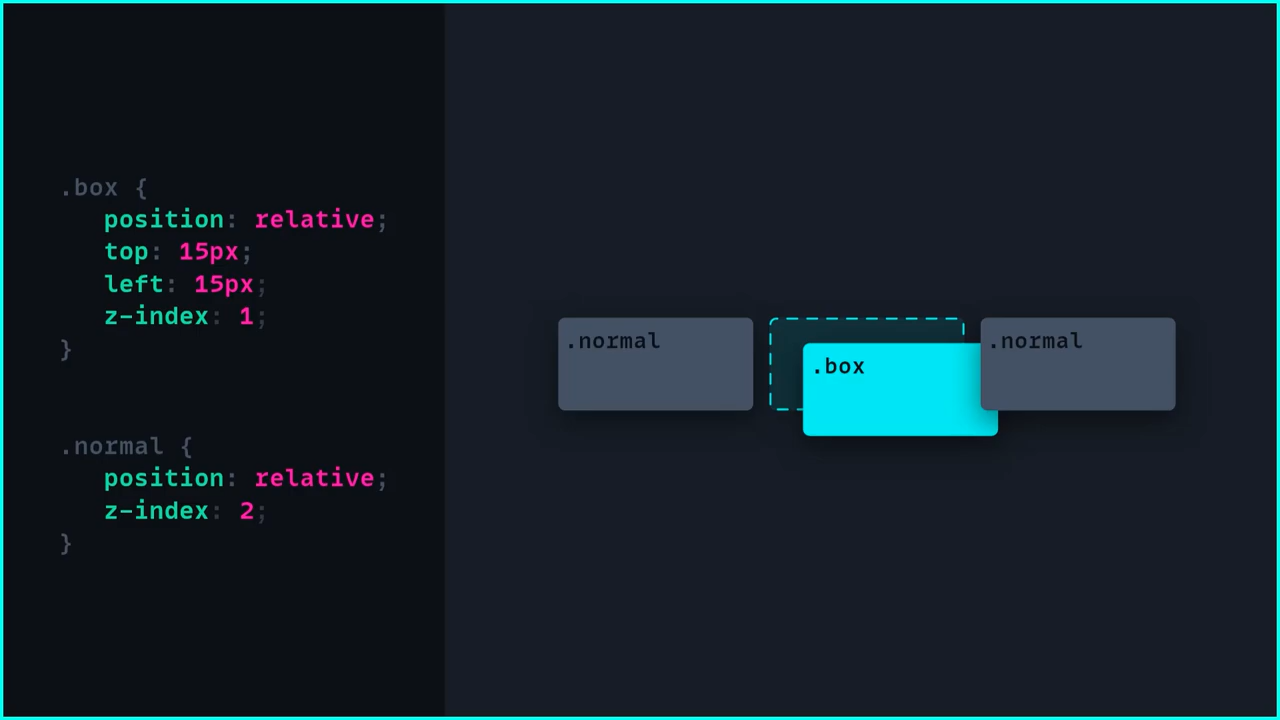 .box {
   position: relative;
   top: 15px;
   left: 15px;
   z-index: 1;
}
.normal {
   position: relative;
   z-index: 2;
}
.normal
.box
.normal